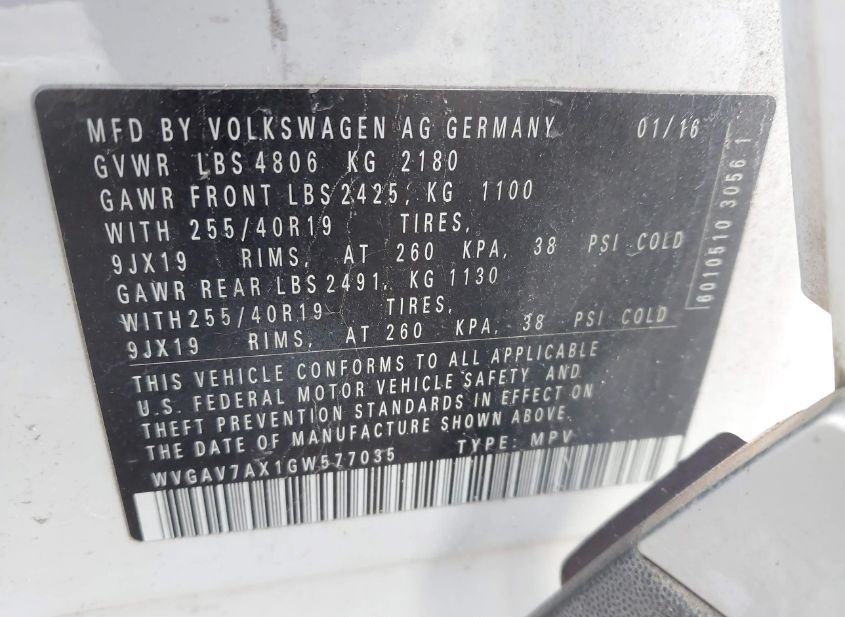 MFD BY VOLKSWAGEN AG GERMANY 01/16
GVWR LBS 4806 KG 2180
GAWR FRONT LBS 2425, KG 1100
WITH 255/40R19 TIRES,
9JX19 RIMS, AT 260 KPA, 38 PSI COLD
GAWR REAR LBS 2491, KG 1130
WITH 255/40R19 TIRES,
9JX19 RIMS, AT 260 KPA, 38 PSI COLD
THIS VEHICLE CONFORMS TO ALL APPLICABLE
U.S. FEDERAL MOTOR VEHICLE SAFETY AND
THEFT PREVENTION STANDARDS IN EFFECT ON
THE DATE OF MANUFACTURE SHOWN ABOVE.
WVGAV7AX1GW577035 TYPE: MPV
6010510 3056 1